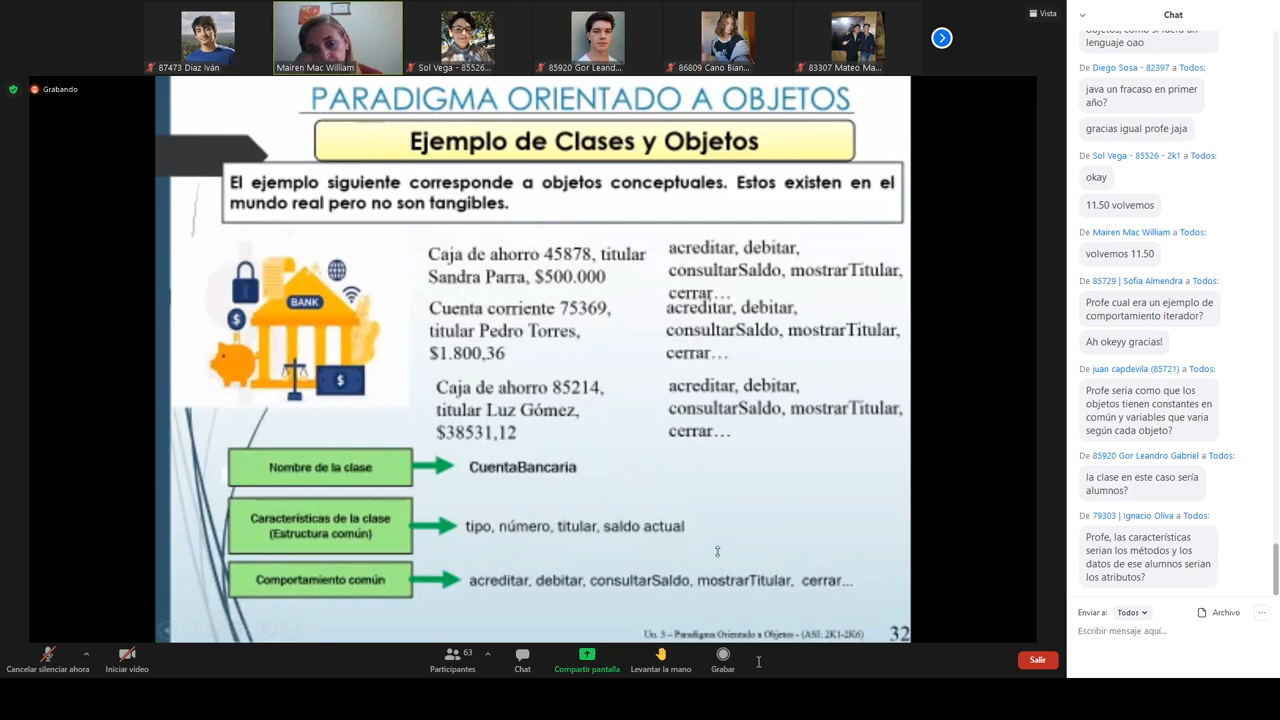 Vista
87473 Diaz Iván
Mairen Mac William
Sol Vega - 85526...
85920 Gor Leand...
86809 Cano Bian...
83307 Mateo Ma...
Grabando
PARADIGMA ORIENTADO A OBJETOS
Ejemplo de Clases y Objetos
El ejemplo siguiente corresponde a objetos conceptuales. Estos existen en el
mundo real pero no son tangibles.
BANK
Caja de ahorro 45878, titular
Sandra Parra, $500.000
acreditar, debitar,
consultarSaldo, mostrarTitular,
cerrar...
Cuenta corriente 75369,
titular Pedro Torres,
$1.800,36
acreditar, debitar,
consultarSaldo, mostrarTitular,
cerrar...
Caja de ahorro 85214,
titular Luz Gómez,
$38531,12
acreditar, debitar,
consultarSaldo, mostrarTitular,
cerrar...
Nombre de la clase
CuentaBancaria
Características de la clase
(Estructura común)
tipo, número, titular, saldo actual
Comportamiento común
acreditar, debitar, consultarSaldo, mostrarTitular, cerrar...
Un. 3 – Paradigma Orientado a Objetos - (ASI: 2K1-2K6)
32
Cancelar silenciar ahora
Iniciar video
63
Participantes
Chat
Compartir pantalla
Levantar la mano
Grabar
Salir
Chat
objetos, como si fuera un
lenguaje oao
De Diego Sosa - 82397 a Todos:
java un fracaso en primer
año?
gracias igual profe jaja
De Sol Vega - 85526 - 2k1 a Todos:
okay
11.50 volvemos
De Mairen Mac William a Todos:
volvemos 11.50
De 85729 | Sofia Almendra a Todos:
Profe cual era un ejemplo de
comportamiento iterador?
Ah okeyy gracias!
De juan capdevila (85721) a Todos:
Profe seria como que los
objetos tienen constantes en
común y variables que varia
según cada objeto?
De 85920 Gor Leandro Gabriel a Todos:
la clase en este caso sería
alumnos?
De 79303 | Ignacio Oliva a Todos:
Profe, las características
serian los métodos y los
datos de ese alumnos serian
los atributos?
Enviar a:
Todos
Archivo
Escribir mensaje aquí...